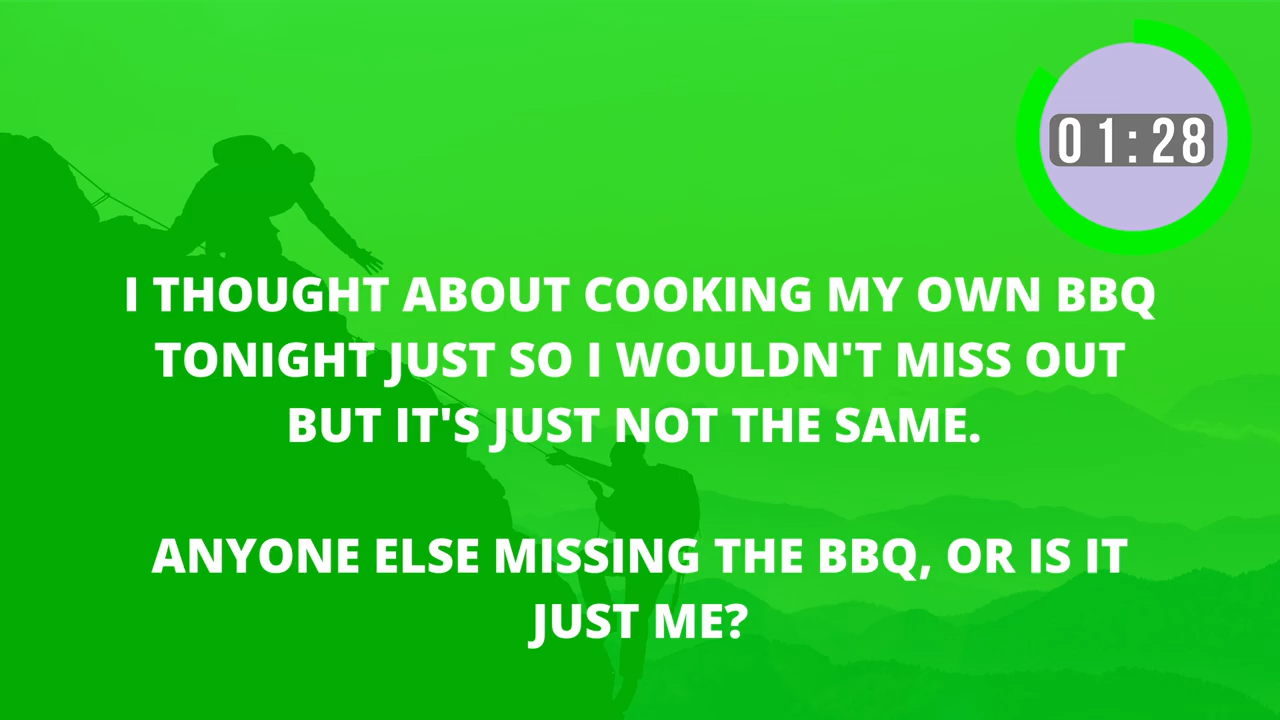 01:28
I THOUGHT ABOUT COOKING MY OWN BBQ
TONIGHT JUST SO I WOULDN'T MISS OUT
BUT IT'S JUST NOT THE SAME.
ANYONE ELSE MISSING THE BBQ, OR IS IT
JUST ME?